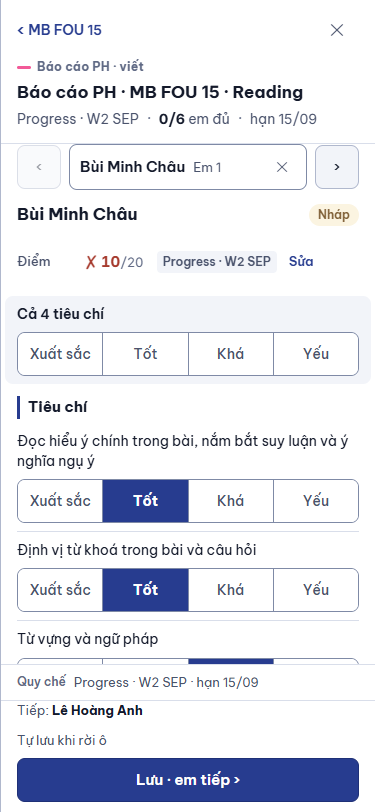 ‹ MB FOU 15
Báo cáo PH · viết
Báo cáo PH · MB FOU 15 · Reading
Progress · W2 SEP · 0/6 em đủ · hạn 15/09
‹ Bùi Minh Châu Em 1 ›
Bùi Minh Châu Nháp
Điểm ✗ 10/20 Progress · W2 SEP Sửa
Cả 4 tiêu chí
Xuất sắc Tốt Khá Yếu
Tiêu chí
Đọc hiểu ý chính trong bài, nắm bắt suy luận và ý
nghĩa ngụ ý
Xuất sắc Tốt Khá Yếu
Định vị từ khoá trong bài và câu hỏi
Xuất sắc Tốt Khá Yếu
Từ vựng và ngữ pháp
Quy chế Progress · W2 SEP · hạn 15/09
Tiếp: Lê Hoàng Anh
Tự lưu khi rời ô
Lưu · em tiếp ›